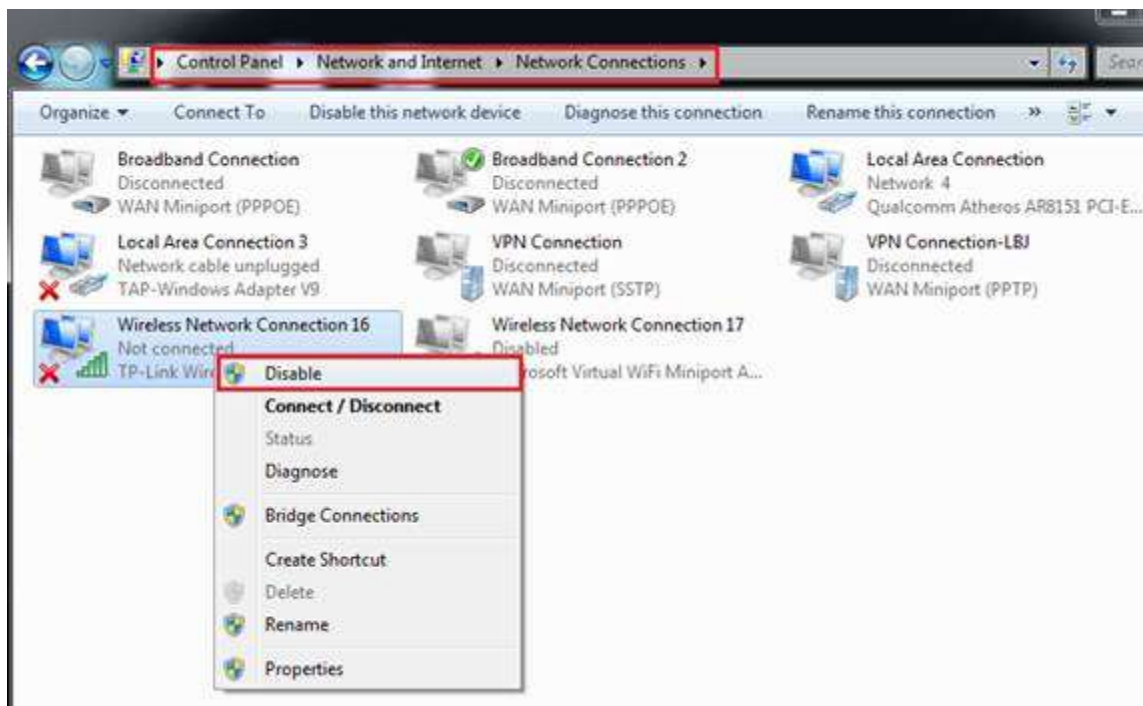 Control Panel Network and Internet Network Connections
Organize Connect To Disable this network device Diagnose this connection Rename this connection »
Broadband Connection
Disconnected
WAN Miniport (PPPOE)
Broadband Connection 2
Disconnected
WAN Miniport (PPPOE)
Local Area Connection
Network 4
Qualcomm Atheros AR8151 PCI-E...
Local Area Connection 3
Network cable unplugged
TAP-Windows Adapter V9
VPN Connection
Disconnected
WAN Miniport (SSTP)
VPN Connection-LBJ
Disconnected
WAN Miniport (PPTP)
Wireless Network Connection 16
Not connected
TP-Link
Wireless Network Connection 17
Disabled
Virtual WiFi Miniport A...
Disable
Connect / Disconnect
Status
Diagnose
Bridge Connections
Create Shortcut
Delete
Rename
Properties